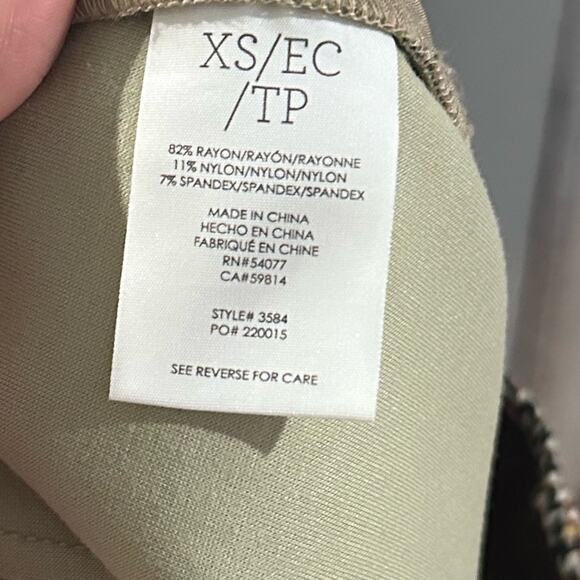 XS/EC
/TP
82% RAYON/RAYÓN/RAYONNE
11% NYLON/NYLON/NYLON
7% SPANDEX/SPANDEX/SPANDEX
MADE IN CHINA
HECHO EN CHINA
FABRIQUÉ EN CHINE
RN#54077
CA#59814
STYLE# 3584
PO# 220015
SEE REVERSE FOR CARE